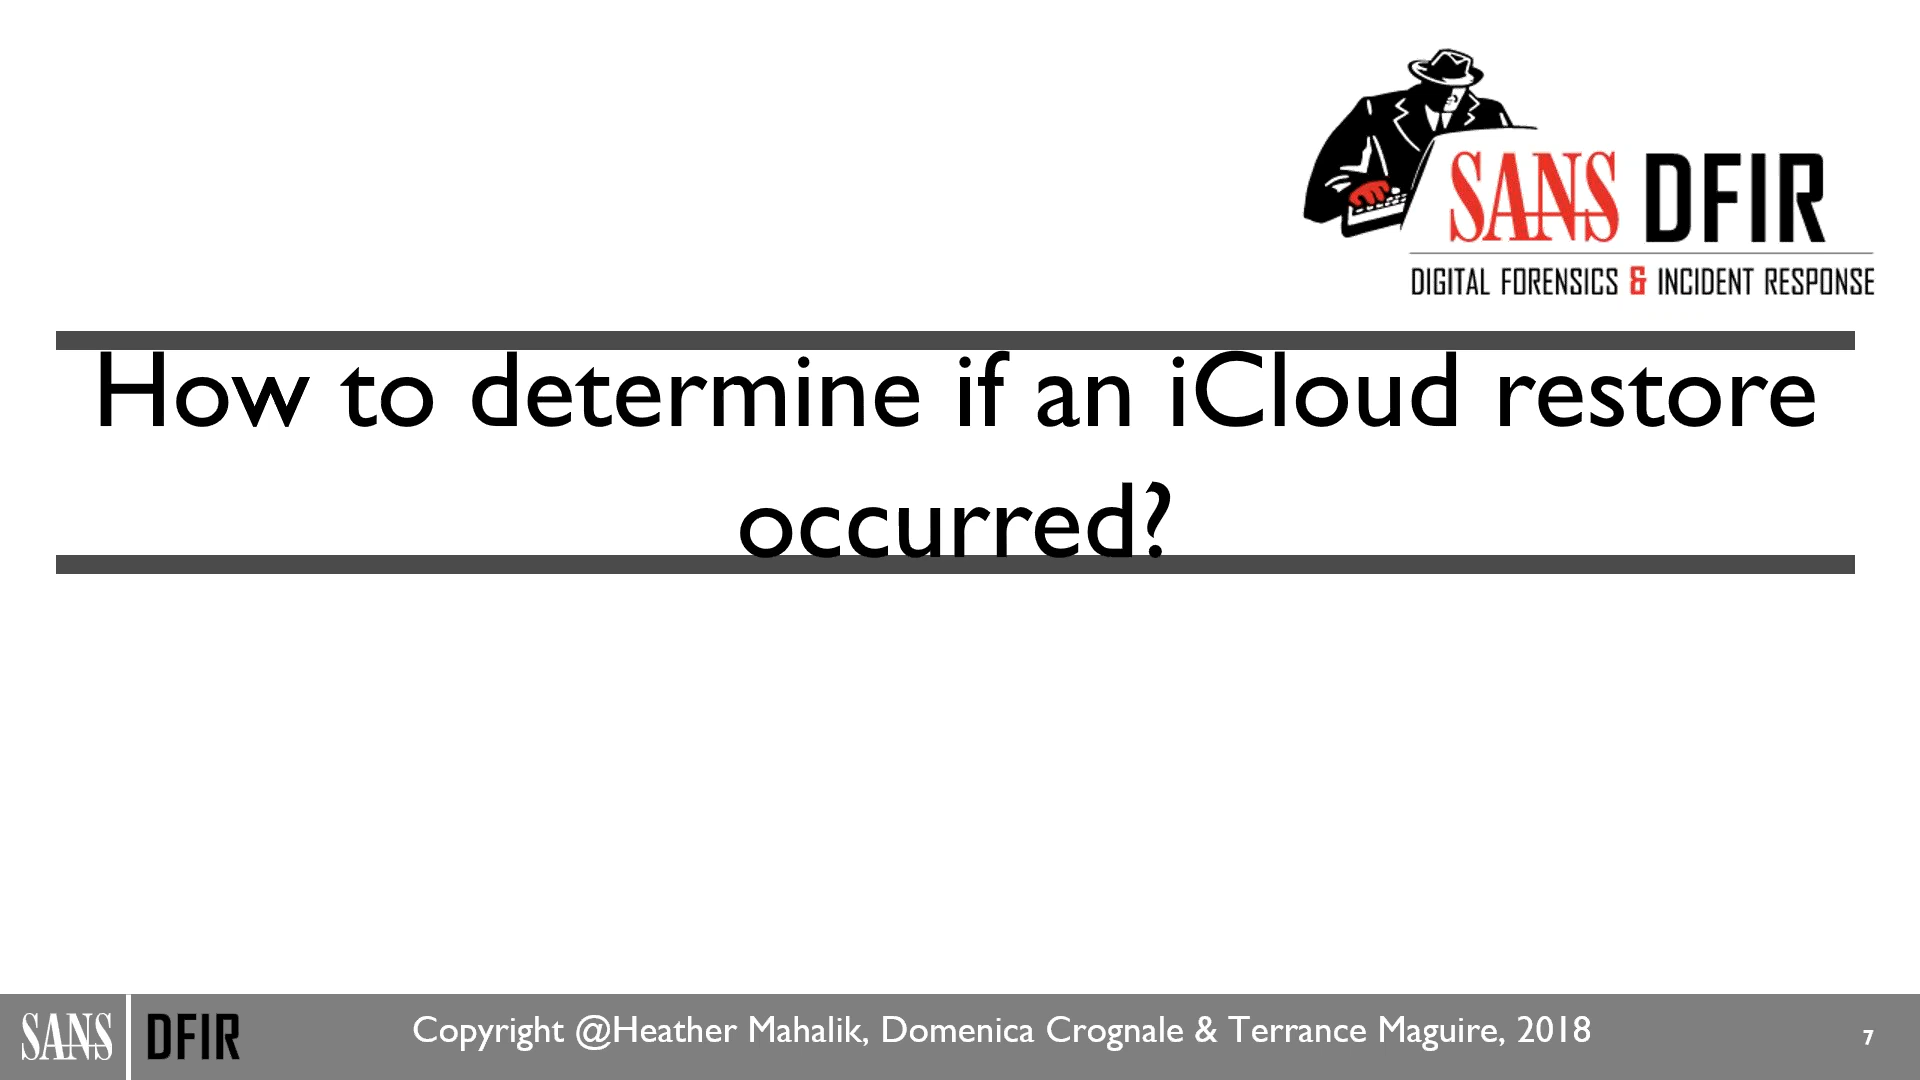 SANS DFIR
DIGITAL FORENSICS & INCIDENT RESPONSE
How to determine if an iCloud restore
occurred?
SANS DFIR
Copyright @Heather Mahalik, Domenica Crognale & Terrance Maguire, 2018
7